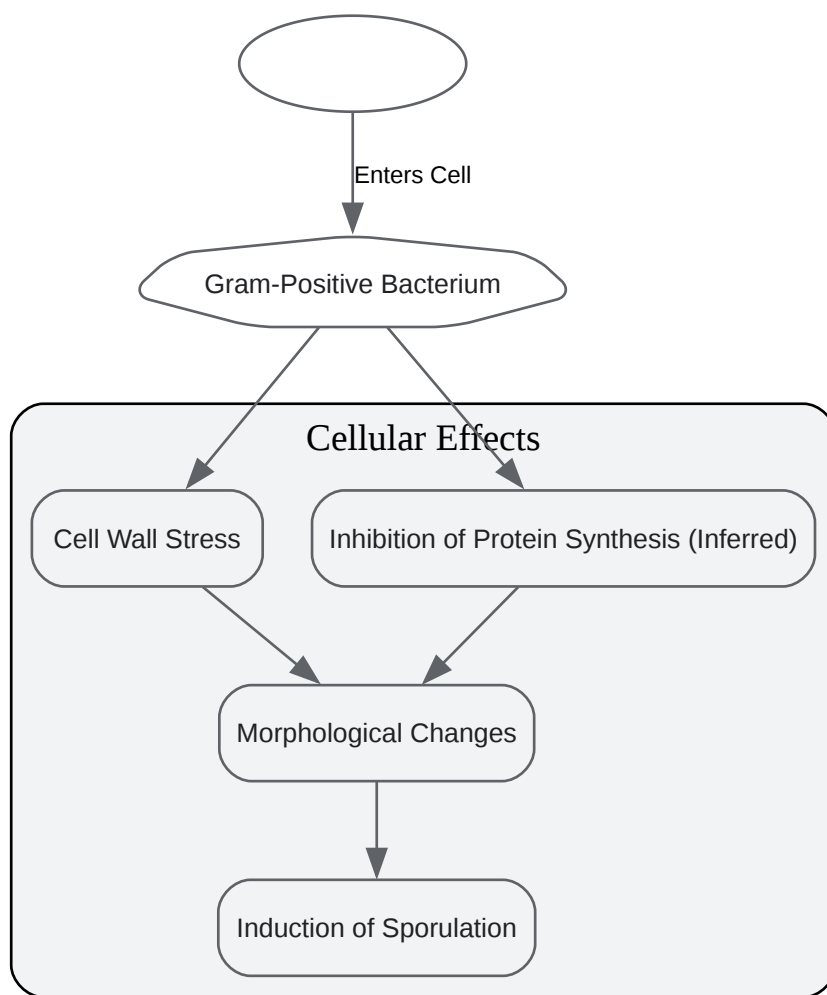 Enters Cell
Gram-Positive Bacterium
Cellular Effects
Cell Wall Stress
Inhibition of Protein Synthesis (Inferred)
Morphological Changes
Induction of Sporulation